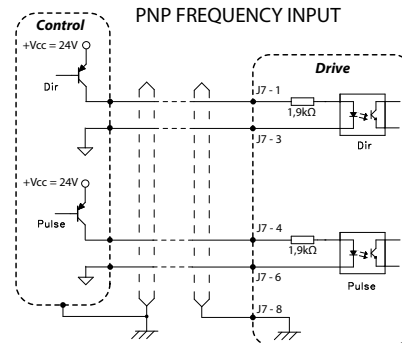 PNP FREQUENCY INPUT
Control
+Vcc = 24V
Dir
Drive
J7 - 1
1,9kΩ
J7 - 3
Dir
+Vcc = 24V
Pulse
J7 - 4
1,9kΩ
J7 - 6
Pulse
J7 - 8